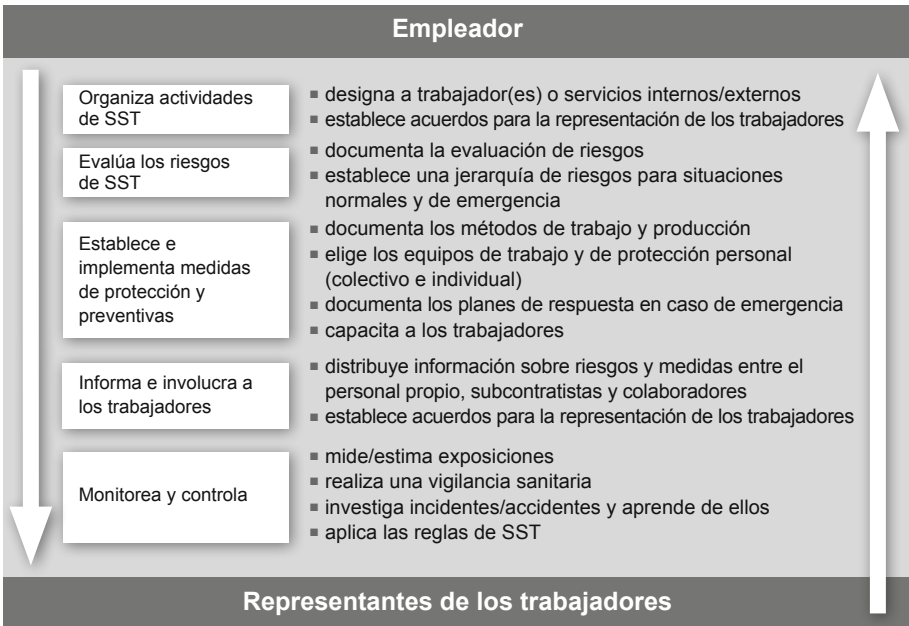 Empleador
Organiza actividades
de SST
▪ designa a trabajador(es) o servicios internos/externos
▪ establece acuerdos para la representación de los trabajadores
Evalúa los riesgos
de SST
▪ documenta la evaluación de riesgos
▪ establece una jerarquía de riesgos para situaciones
normales y de emergencia
Establece e
implementa medidas
de protección y
preventivas
▪ documenta los métodos de trabajo y producción
▪ elige los equipos de trabajo y de protección personal
(colectivo e individual)
▪ documenta los planes de respuesta en caso de emergencia
▪ capacita a los trabajadores
Informa e involucra a
los trabajadores
▪ distribuye información sobre riesgos y medidas entre el
personal propio, subcontratistas y colaboradores
▪ establece acuerdos para la representación de los trabajadores
Monitorea y controla
▪ mide/estima exposiciones
▪ realiza una vigilancia sanitaria
▪ investiga incidentes/accidentes y aprende de ellos
▪ aplica las reglas de SST
Representantes de los trabajadores